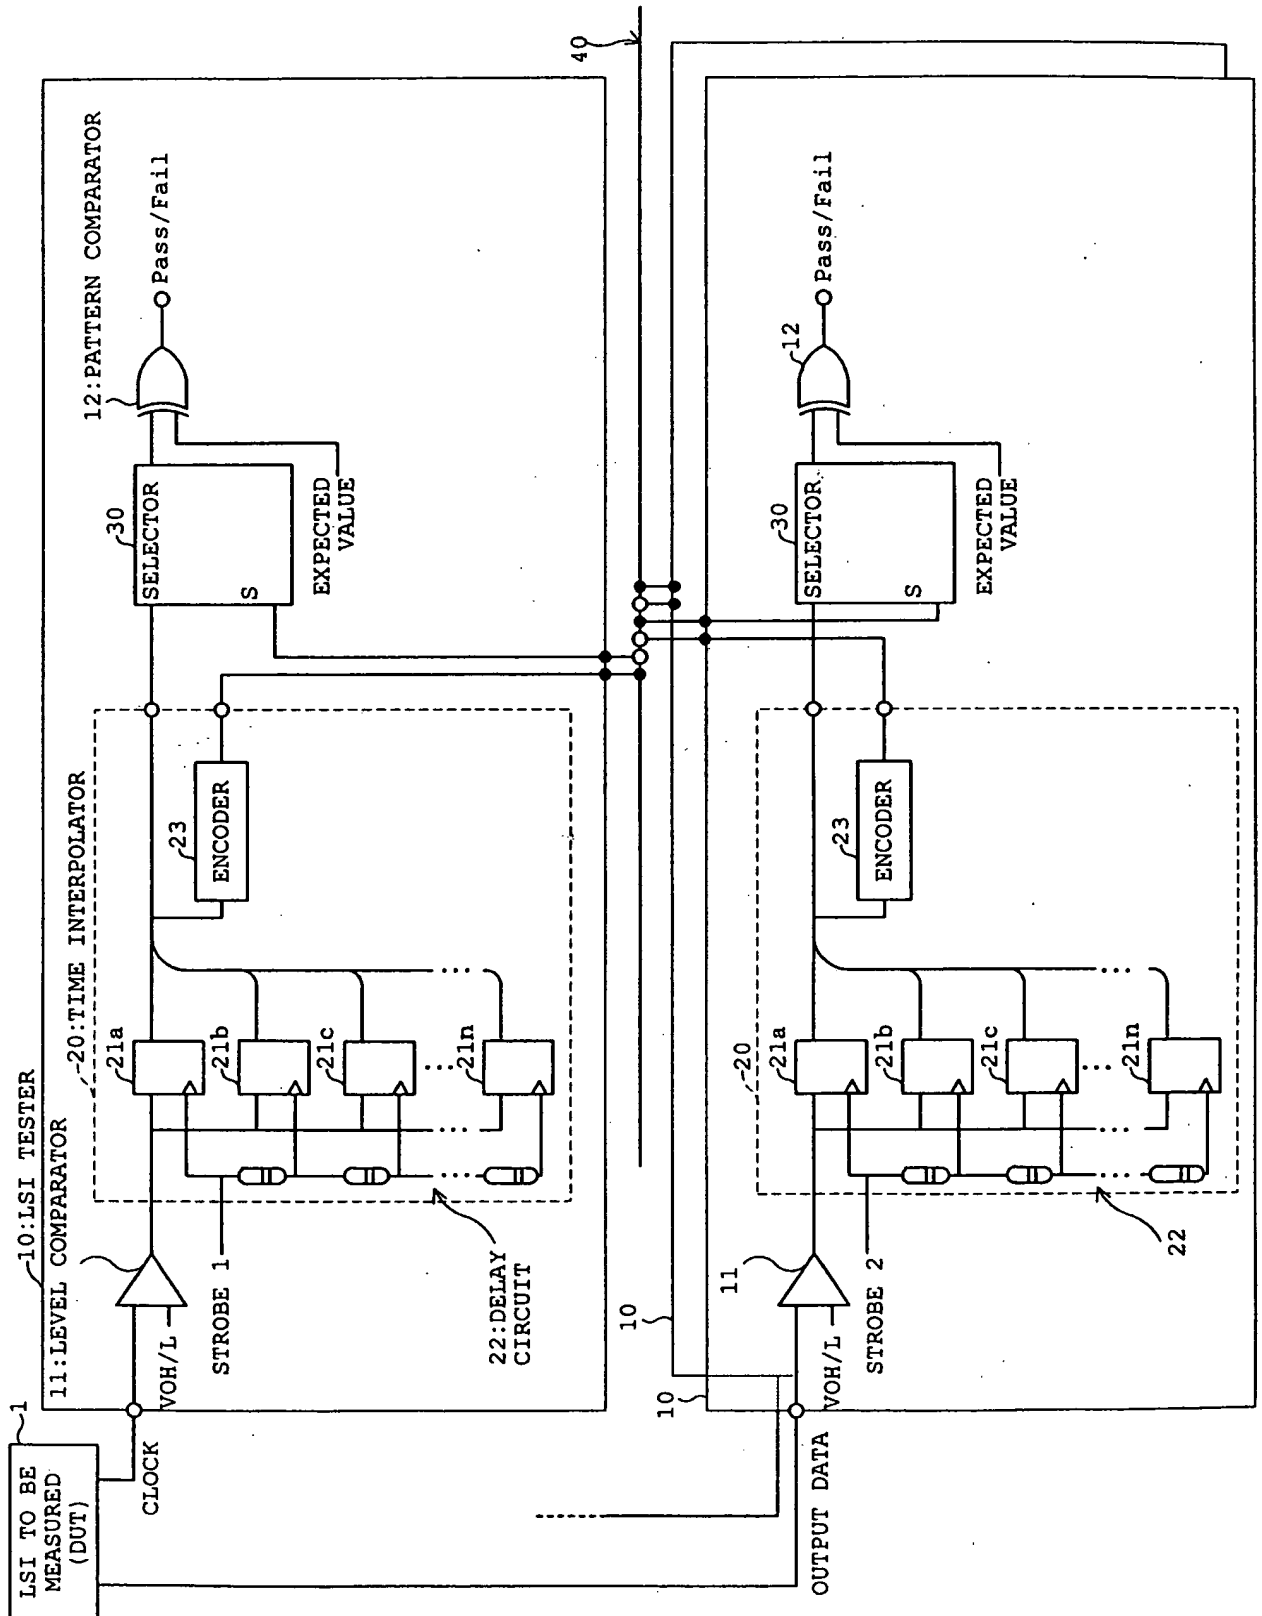 LSI TO BE
MEASURED
(DUT)
1
CLOCK
OUTPUT DATA
10:LSI TESTER
11:LEVEL COMPARATOR
VOH/L
STROBE 1
20:TIME INTERPOLATOR
21a
21b
21c
...
21n
...
...
...
22:DELAY
CIRCUIT
23
ENCODER
30
SELECTOR
S
EXPECTED
VALUE
12:PATTERN COMPARATOR
Pass/Fail
40
10
10
11
VOH/L
STROBE 2
20
21a
21b
21c
...
21n
...
...
...
22
23
ENCODER
30
SELECTOR
S
EXPECTED
VALUE
12
Pass/Fail